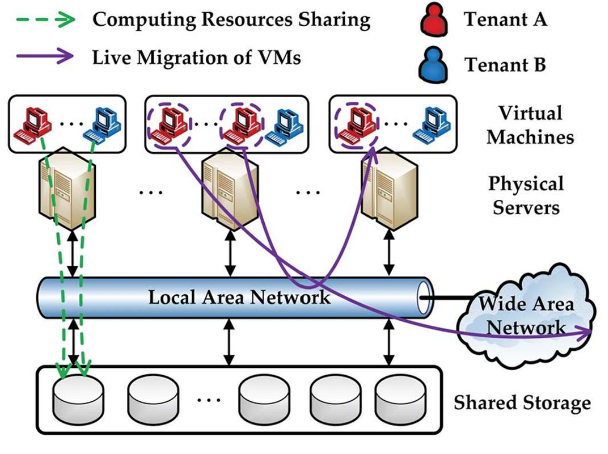 Computing Resources Sharing
Tenant A
Live Migration of VMs
Tenant B
Virtual
Machines
Physical
Servers
Local Area Network
Wide Area
Network
Shared Storage